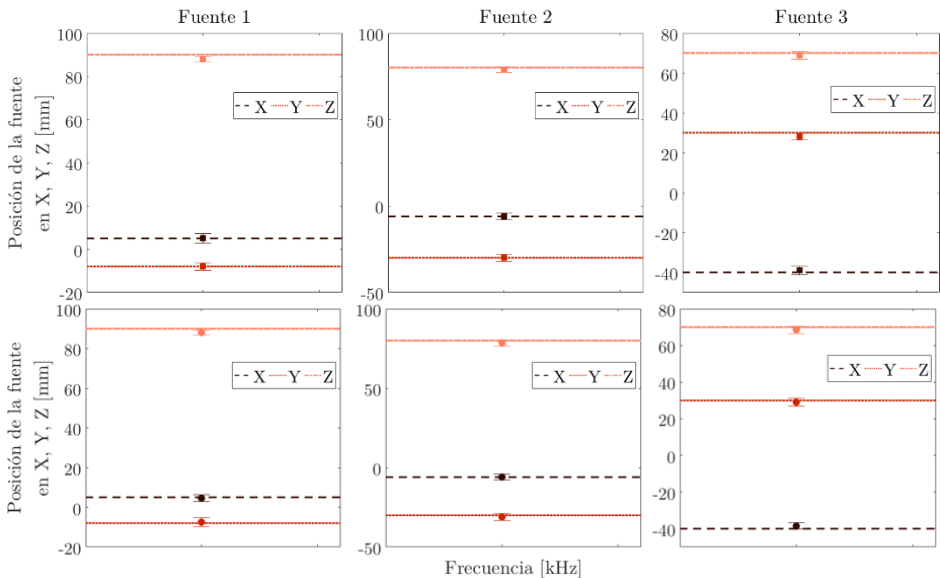 Fuente 1
Fuente 2
Fuente 3
Posición de la fuente
en X, Y, Z [mm]
100
80
60
40
20
0
-20
X Y Z
100
50
0
-50
X Y Z
80
60
40
20
0
-20
-40
X Y Z
Posición de la fuente
en X, Y, Z [mm]
100
80
60
40
20
0
-20
X Y Z
100
50
0
-50
X Y Z
80
60
40
20
0
-20
-40
X Y Z
Frecuencia [kHz]